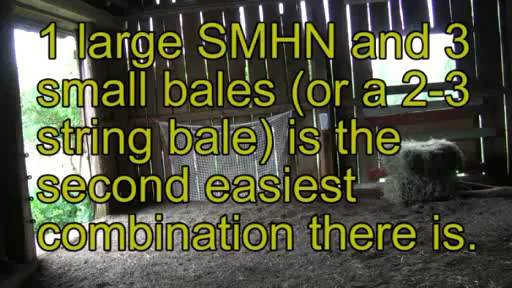 1 large SMHN and 3
small bales (or a 2-3
string bale) is the
second easiest
combination there is.